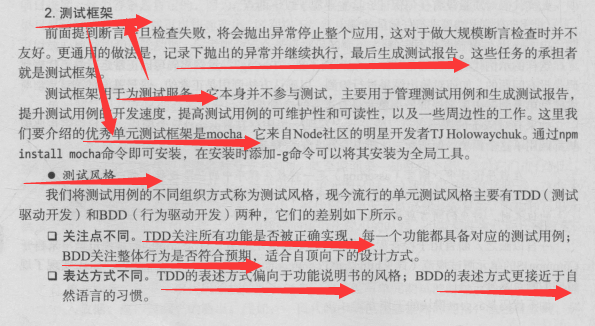 2. 测试框架
前面提到断言一旦检查失败，将会抛出异常停止整个应用，这对于做大规模断言检查时并不
友好。更通用的做法是，记录下抛出的异常并继续执行，最后生成测试报告。这些任务的承担者
就是测试框架。
测试框架用于为测试服务，它本身并不参与测试，主要用于管理测试用例和生成测试报告，
提升测试用例的开发速度，提高测试用例的可维护性和可读性，以及一些周边性的工作。这里我
们要介绍的优秀单元测试框架是mocha，它来自Node社区的明星开发者TJ Holowaychuk。通过npm
install mocha命令即可安装，在安装时添加-g命令可以将其安装为全局工具。
● 测试风格
我们将测试用例的不同组织方式称为测试风格，现今流行的单元测试风格主要有TDD（测试
驱动开发）和BDD（行为驱动开发）两种，它们的差别如下所示。
❑ 关注点不同。TDD关注所有功能是否被正确实现，每一个功能都具备对应的测试用例；
BDD关注整体行为是否符合预期，适合自顶向下的设计方式。
❑ 表达方式不同。TDD的表述方式偏向于功能说明书的风格；BDD的表述方式更接近于自
然语言的习惯。